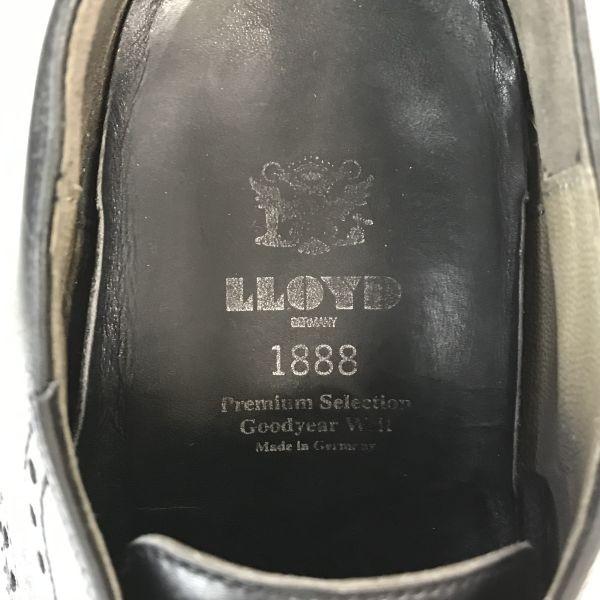 LLOYD
GERMANY
1888
Premium Selection
Goodyear Welt
Made in Germany